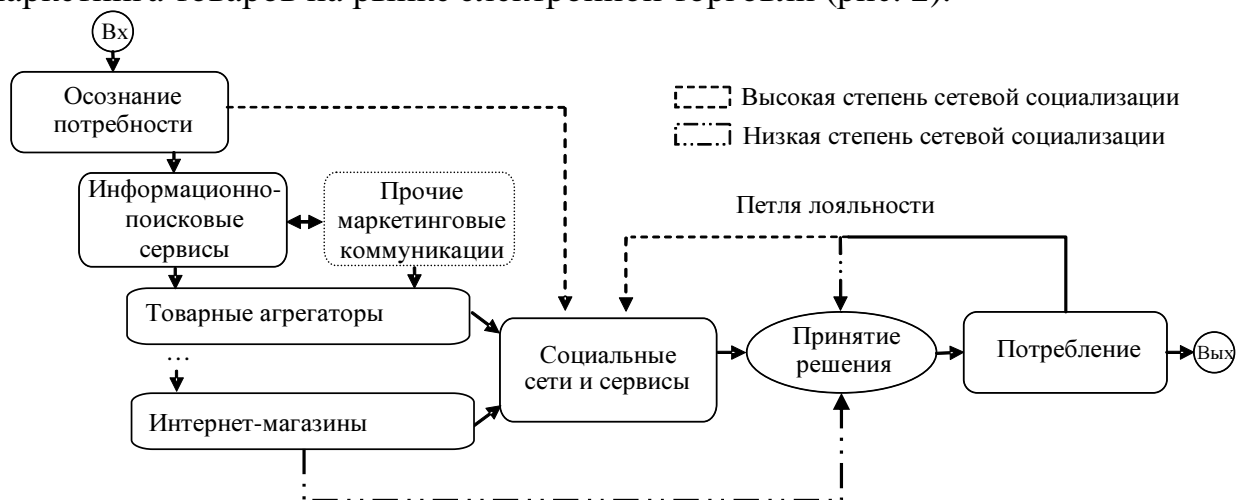 маркетинга товаров на рынке электронной торговли (рис. 2).
Вх
Осознание
потребности
Высокая степень сетевой социализации
Низкая степень сетевой социализации
Информационно-
поисковые
сервисы
Прочие
маркетинговые
коммуникации
Петля лояльности
Товарные агрегаторы
...
Интернет-магазины
Социальные
сети и сервисы
Принятие
решения
Потребление
Вых